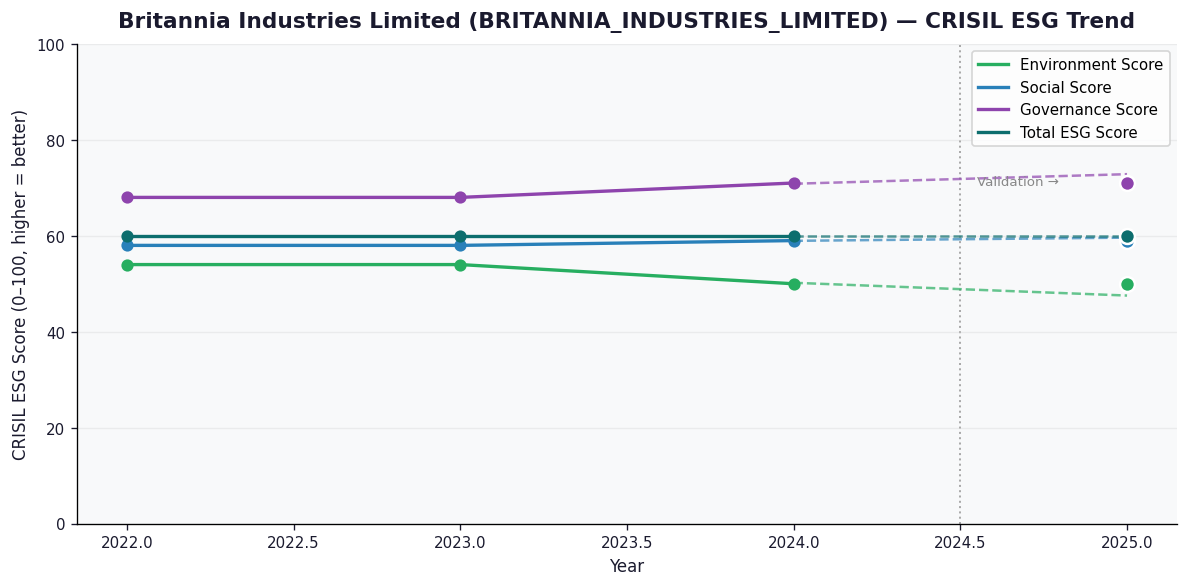 Britannia Industries Limited (BRITANNIA_INDUSTRIES_LIMITED) — CRISIL ESG Trend
CRISIL ESG Score (0–100, higher = better)
100
80
60
40
20
0
Environment Score
Social Score
Governance Score
Total ESG Score
Validation →
2022.0 2022.5 2023.0 2023.5 2024.0 2024.5 2025.0
Year